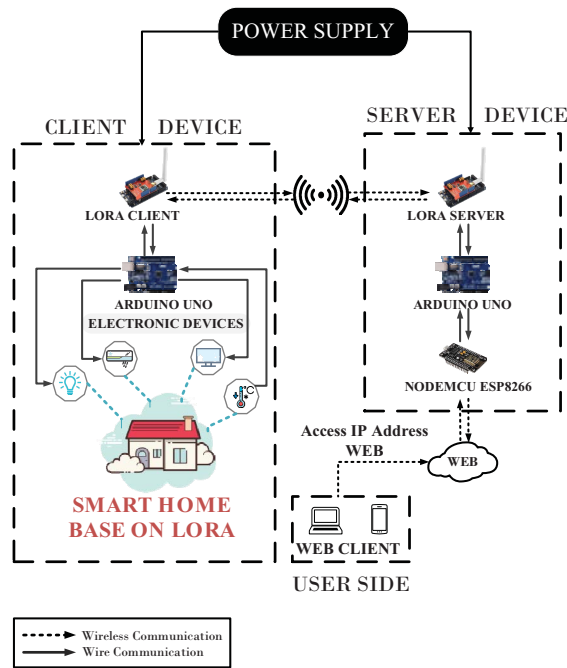 POWER SUPPLY
CLIENT DEVICE
SERVER DEVICE
LORA CLIENT
LORA SERVER
ARDUINO UNO
ELECTRONIC DEVICES
ARDUINO UNO
NODEMCU ESP8266
°C
SMART HOME
BASE ON LORA
Access IP Address
WEB
WEB
WEB CLIENT
USER SIDE
Wireless Communication
Wire Communication